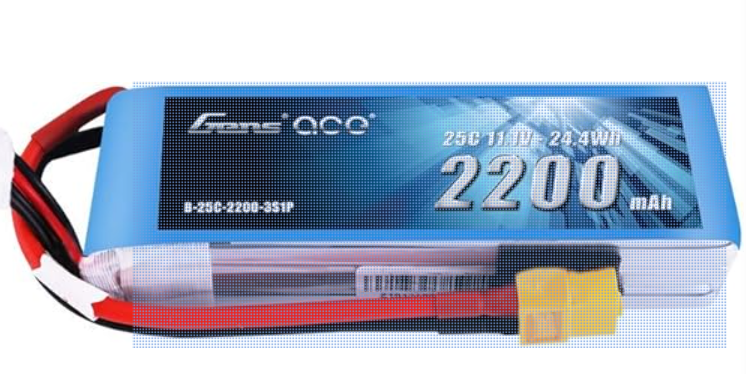 Gens ace
25C 11.1V 24.4Wh
2200 mAh
B-25C-2200-3S1P